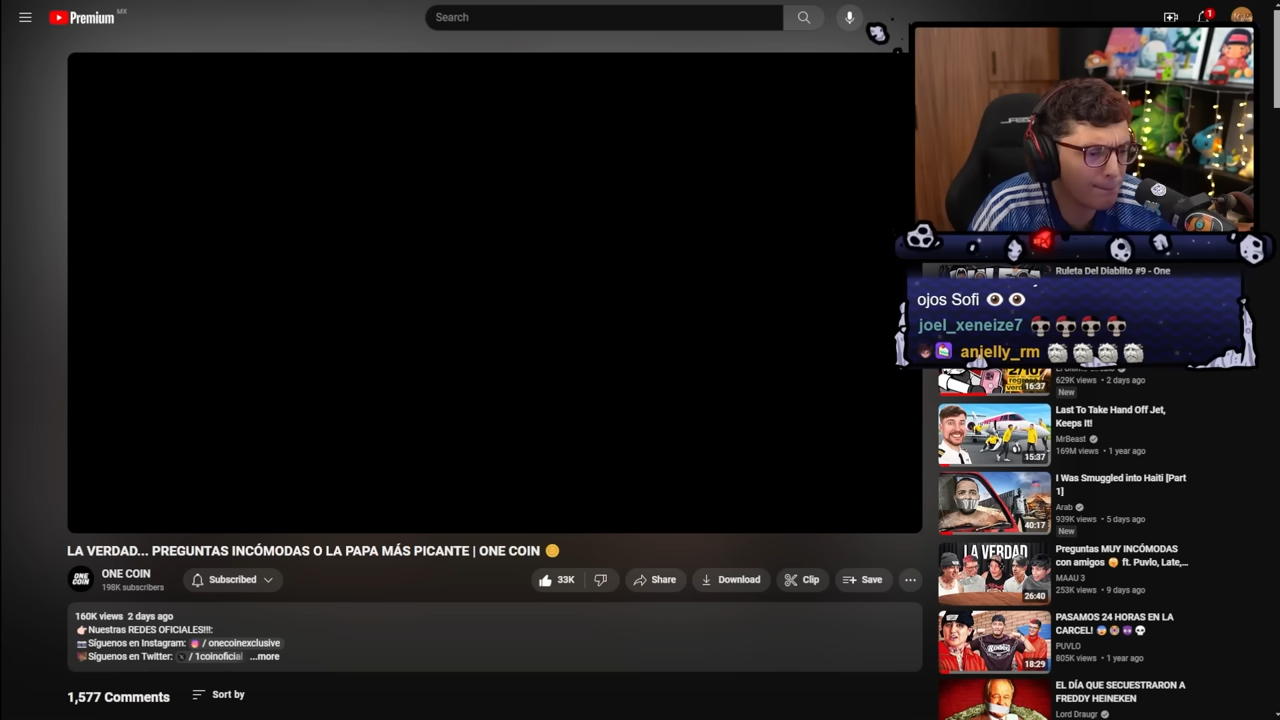 Premium MX
Search
1
Ruleta Del Diablito #9 - One
ojos Sofi 👁️ 👁️
joel_xeneize7
anjelly_rm
16:37
629K views • 2 days ago
New
Last To Take Hand Off Jet,
Keeps It!
MrBeast
169M views • 1 year ago
15:37
I Was Smuggled into Haiti [Part
1]
Arab
939K views • 5 days ago
New
40:17
LA VERDAD
Preguntas MUY INCÓMODAS
con amigos 😳 ft. Puvlo, Late,...
MAAU 3
253K views • 9 days ago
26:40
PASAMOS 24 HORAS EN LA
CARCEL!
PUVLO
805K views • 1 year ago
18:29
EL DÍA QUE SECUESTRARON A
FREDDY HEINEKEN
Lord Draugr
LA VERDAD... PREGUNTAS INCÓMODAS O LA PAPA MÁS PICANTE | ONE COIN 🪙
ONE COIN
ONE COIN
198K subscribers
Subscribed
33K
Share
Download
Clip
Save
160K views 2 days ago
👉🏻Nuestras REDES OFICIALES!!!:
📷Síguenos en Instagram: / onecoinexclusive
Síguenos en Twitter: / 1coinoficial ...more
1,577 Comments
Sort by